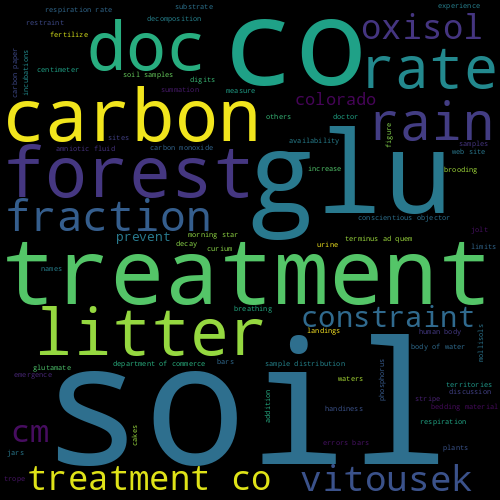 respiration rate
substrate
experience
restraint
decomposition
co
doc
oxisol
fertilize
carbon paper
incubations
centimeter
soil samples
digits
rate
summation
measure
colorado
carbon
others
doctor
rain
samples
sites
availability
figure
amniotic fluid
carbon monoxide
web site
forest
glu
increase
brooding
fraction
conscientious objector
prevent
morning star
terminus ad quem
jolt
decay
curium
urine
limits
treatment
names
breathing
mollisols
litter
constraint
landings
human body
glutamate
department of commerce
bars
sample distribution
body of water
emergence
soil
waters
phosphorus
territories
discussion
addition
handiness
stripe
bedding material
cm
cakes
respiration
errors bars
plants
jars
trope
treatment co
vitousek